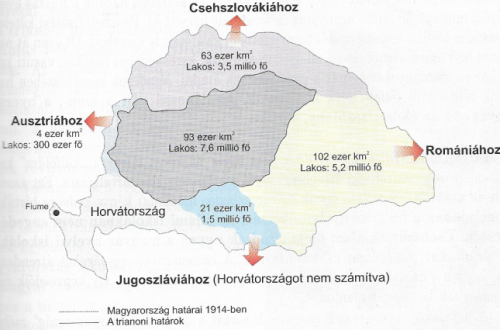 Csehszlovákiához
63 ezer km²
Lakos: 3,5 millió fő
Ausztriához
4 ezer km²
Lakos: 300 ezer fő
93 ezer km²
Lakos: 7,6 millió fő
102 ezer km²
Lakos: 5,2 millió fő
Romániához
Fiume
Horvátország
21 ezer km²
1,5 millió fő
Jugoszláviához (Horvátországot nem számítva)
Magyarország határai 1914-ben
A trianoni határok